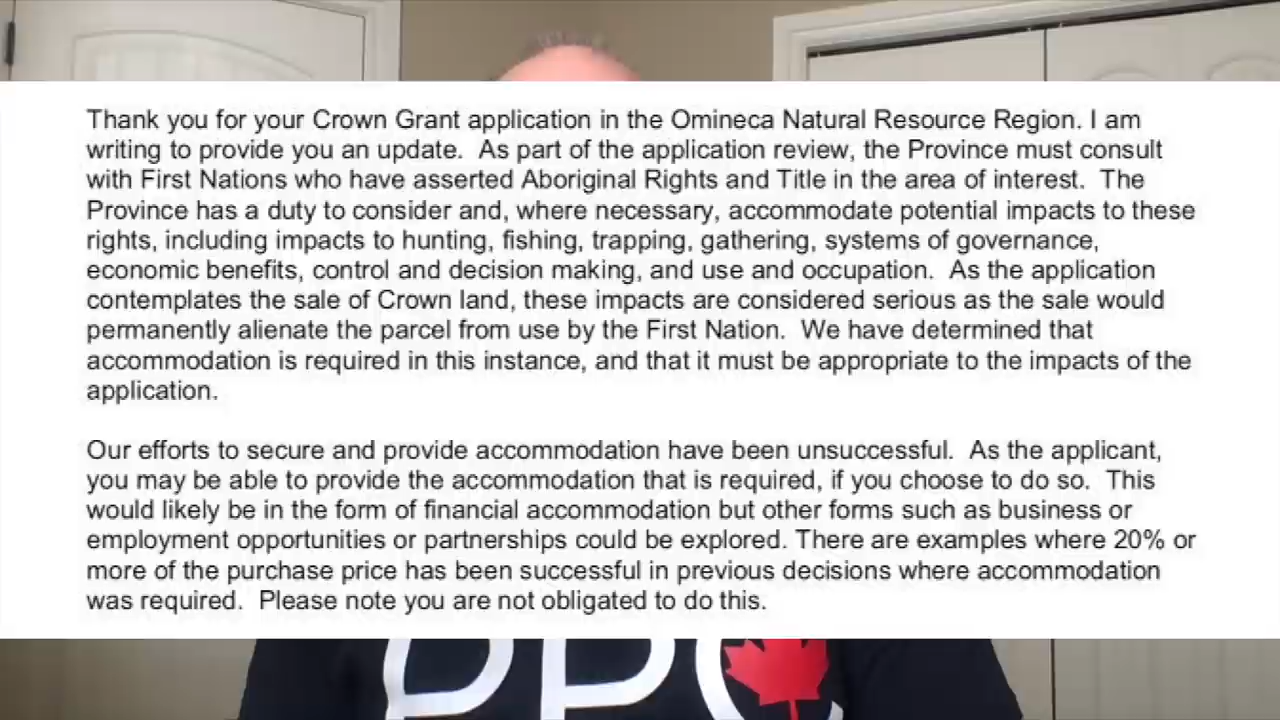 Thank you for your Crown Grant application in the Omineca Natural Resource Region. I am
writing to provide you an update.  As part of the application review, the Province must consult
with First Nations who have asserted Aboriginal Rights and Title in the area of interest.  The
Province has a duty to consider and, where necessary, accommodate potential impacts to these
rights, including impacts to hunting, fishing, trapping, gathering, systems of governance,
economic benefits, control and decision making, and use and occupation.  As the application
contemplates the sale of Crown land, these impacts are considered serious as the sale would
permanently alienate the parcel from use by the First Nation.  We have determined that
accommodation is required in this instance, and that it must be appropriate to the impacts of the
application.
Our efforts to secure and provide accommodation have been unsuccessful.  As the applicant,
you may be able to provide the accommodation that is required, if you choose to do so.  This
would likely be in the form of financial accommodation but other forms such as business or
employment opportunities or partnerships could be explored. There are examples where 20% or
more of the purchase price has been successful in previous decisions where accommodation
was required.  Please note you are not obligated to do this.
PPC